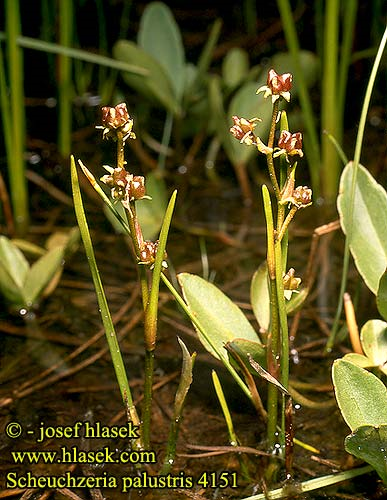 © - josef hlasek
www.hlasek.com
Scheuchzeria palustris 4151